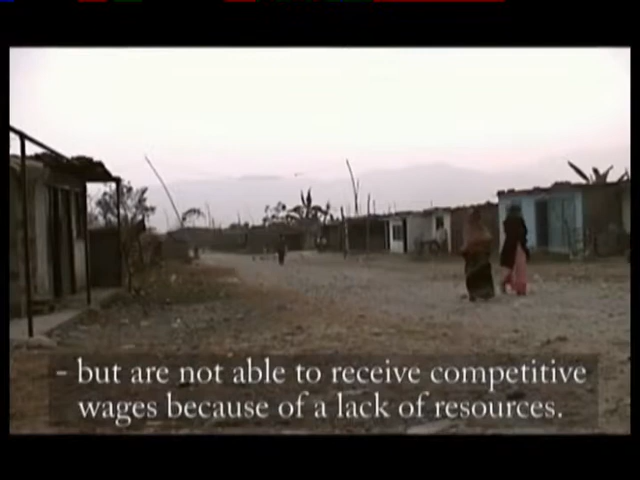 - but are not able to receive competitive
wages because of a lack of resources.